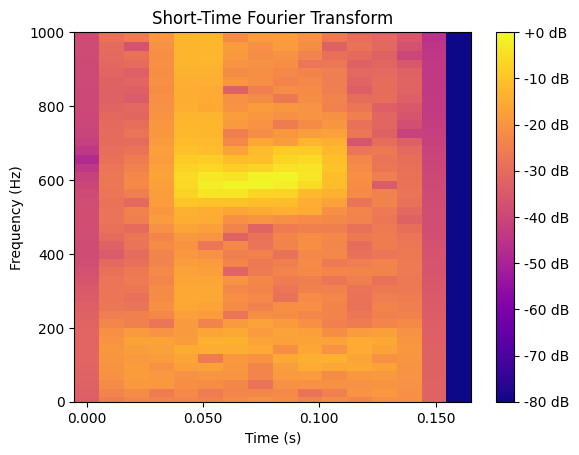 Short-Time Fourier Transform
1000
800
600
400
200
0
Frequency (Hz)
0.000 0.050 0.100 0.150
Time (s)
+0 dB
-10 dB
-20 dB
-30 dB
-40 dB
-50 dB
-60 dB
-70 dB
-80 dB